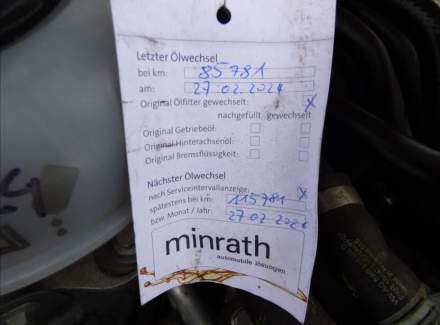 Letzter Ölwechsel
bei km: 85781
am: 27.02.2024
Original Ölfilter gewechselt: X
nachgefüllt gewechselt
Original Getriebeöl:
Original Hinterachsenöl:
Original Bremsflüssigkeit:
Nächster Ölwechsel
nach Serviceintervallanzeige: X
spätestens bei km: 115781
bzw. Monat / Jahr: 27.02.2026
minrath
automobile lösungen